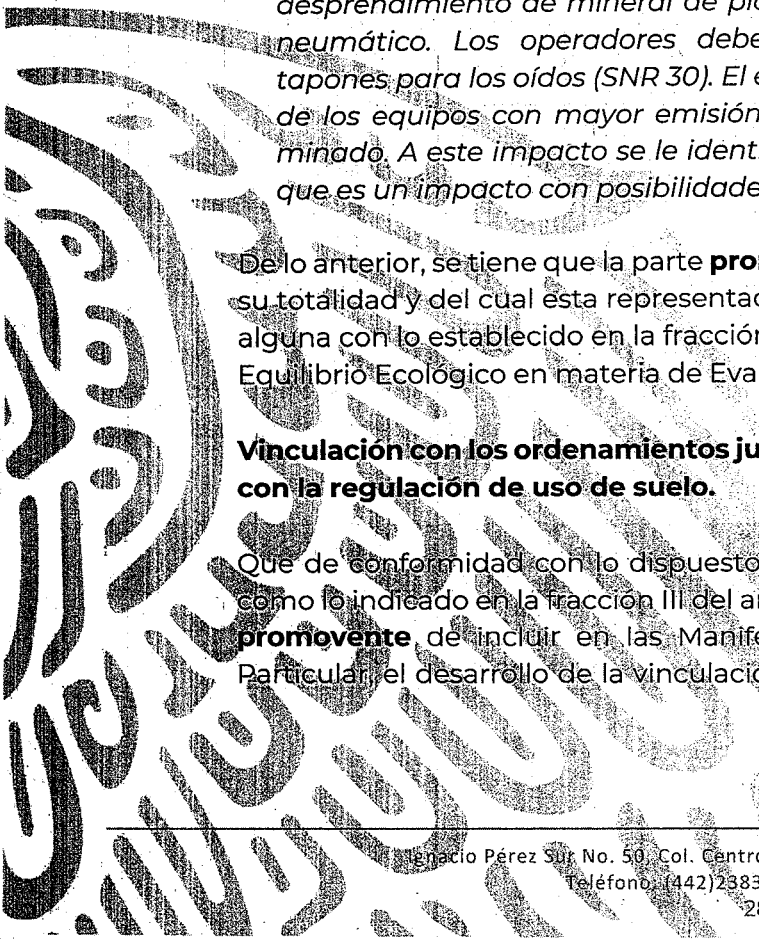 desprendimiento de mineral de
neumático. Los operadores debe
tapones para los oídos (SNR 30). El e
de los equipos con mayor emisión
minado. A este impacto se le ident
que es un impacto con posibilidade
De lo anterior, se tiene que la parte pro
su totalidad y del cual esta representac
alguna con lo establecido en la fracción
Equilibrio Ecológico en materia de Eva
Vinculación con los ordenamientos ju
con la regulación de uso de suelo.
Que de conformidad con lo dispuesto
como lo indicado en la fracción III del a
promovente de incluir en las Manife
Particular, el desarrollo de la vinculació
Ignacio Pérez Sur No. 50, Col. Centro
Teléfono: (442)2383
28